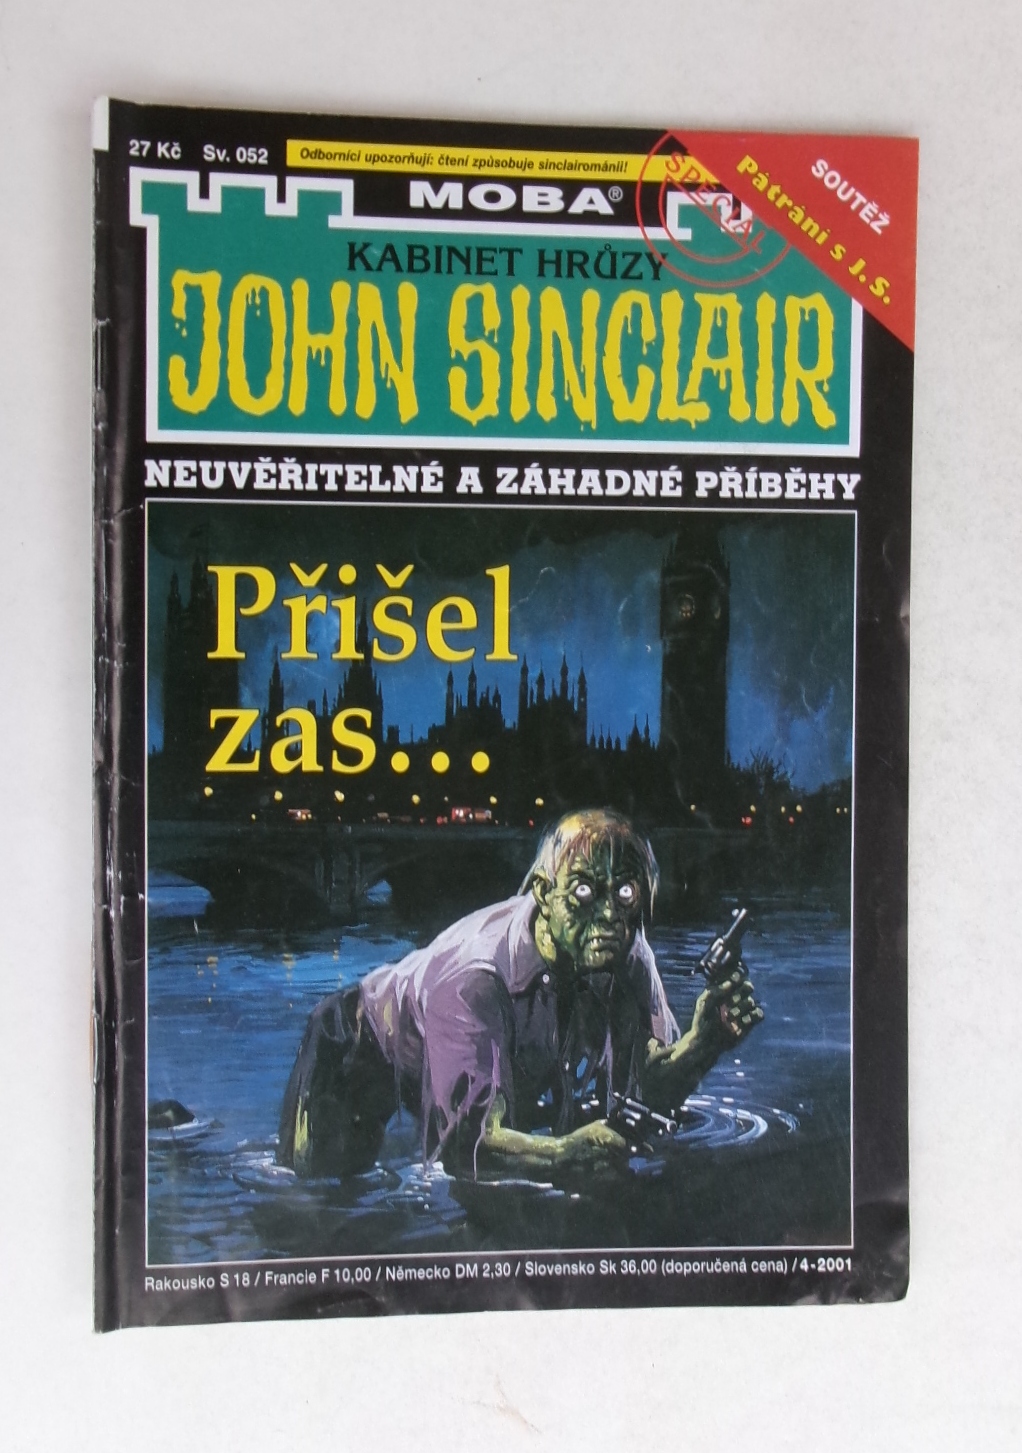 27 Kč Sv. 052
Odborníci upozorňují: čtení způsobuje sinclairománii!
SOUTĚŽ
Pátrání s J. S.
SPECIÁL
MOBA®
KABINET HRŮZY
JOHN SINCLAIR
NEUVĚŘITELNÉ A ZÁHADNÉ PŘÍBĚHY
Přišel
zas...
Rakousko S 18 / Francie F 10,00 / Německo DM 2,30 / Slovensko Sk 36,00 (doporučená cena) / 4-2001